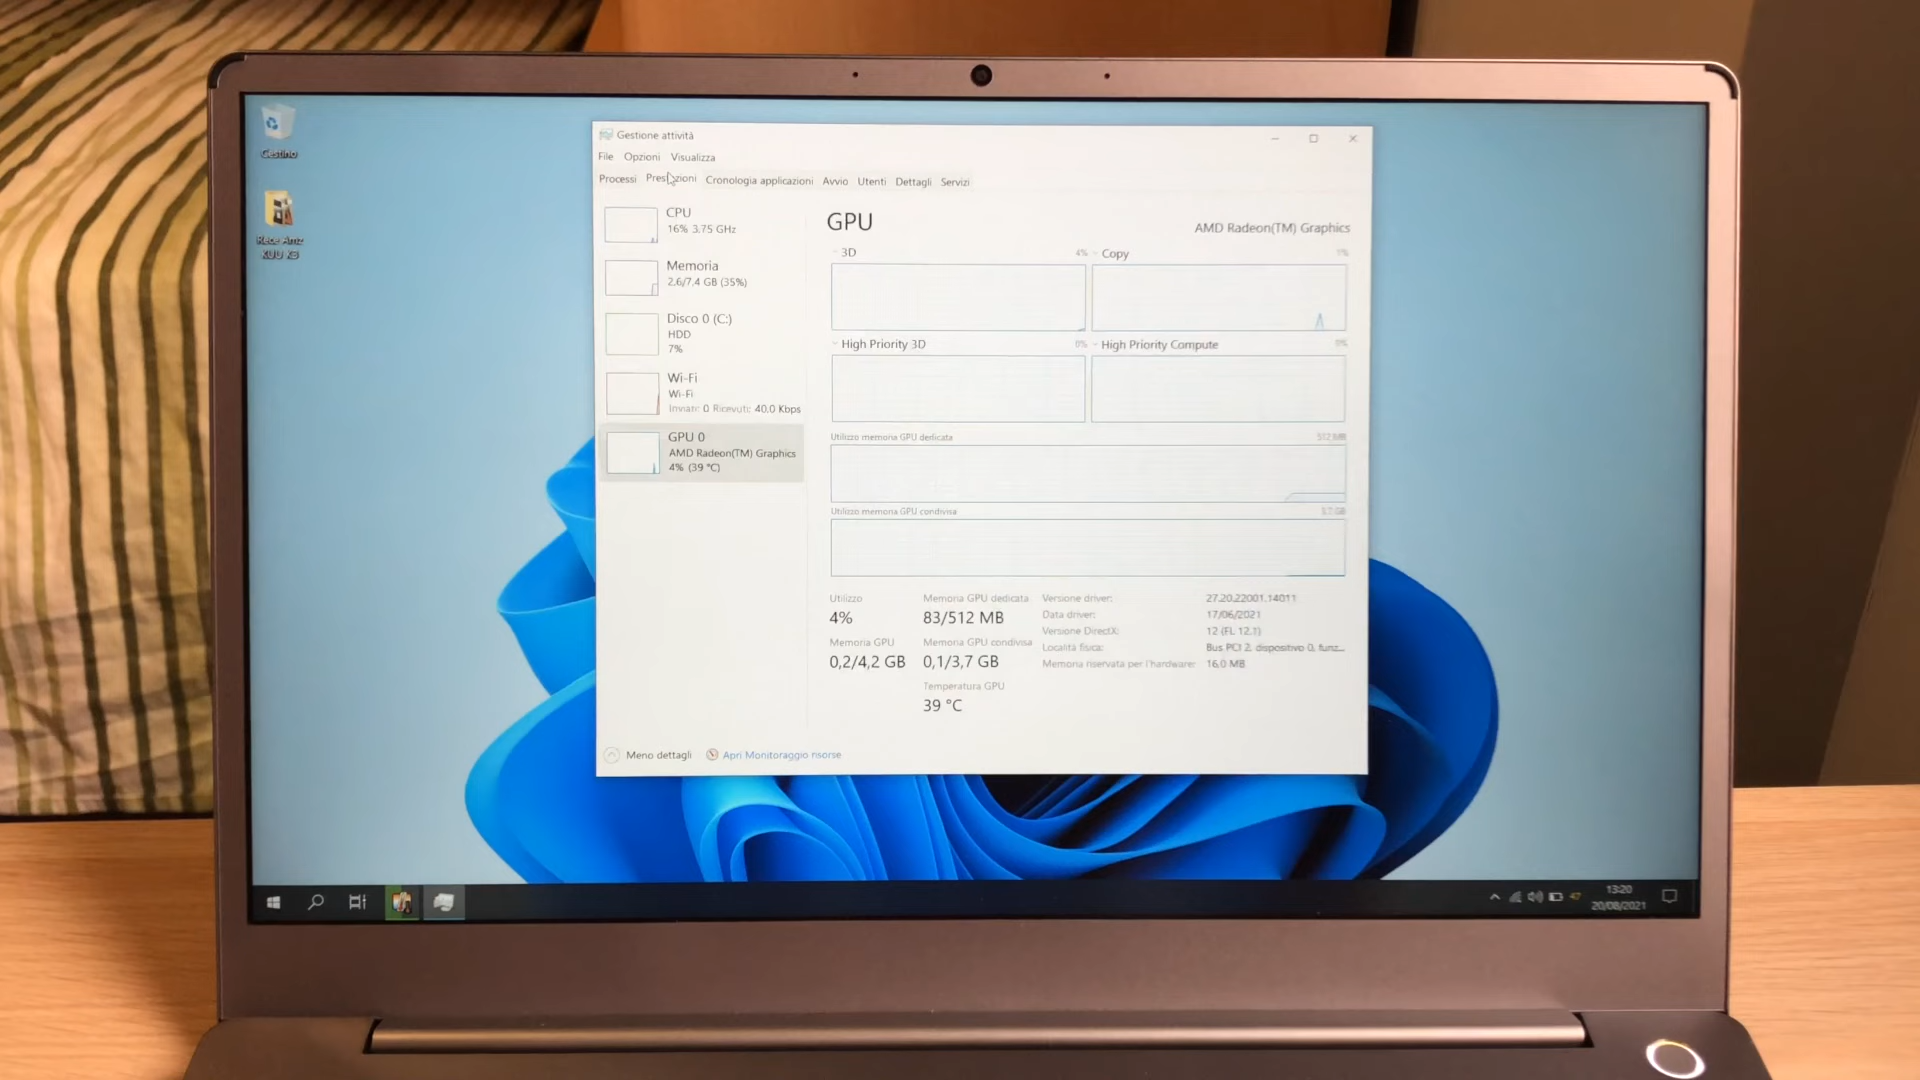 Cestino
Rece Amz
KUU K3
Gestione attività
File Opzioni Visualizza
Processi Prestazioni Cronologia applicazioni Avvio Utenti Dettagli Servizi
CPU
16% 3.75 GHz
Memoria
2,6/7,4 GB (35%)
Disco 0 (C:)
HDD
7%
Wi-Fi
Wi-Fi
Inviati: 0 Ricevuti: 40,0 Kbps
GPU 0
AMD Radeon(TM) Graphics
4% (39 °C)
GPU
AMD Radeon(TM) Graphics
3D 4%
Copy 1%
High Priority 3D 0%
High Priority Compute 0%
Utilizzo memoria GPU dedicata 512 MB
Utilizzo memoria GPU condivisa 3,7 GB
Utilizzo
4%
Memoria GPU dedicata
83/512 MB
Memoria GPU
0,2/4,2 GB
Memoria GPU condivisa
0,1/3,7 GB
Temperatura GPU
39 °C
Versione driver: 27.20.22001.14011
Data driver: 17/06/2021
Versione DirectX: 12 (FL 12.1)
Località fisica: Bus PCI 2, dispositivo 0, funz...
Memoria riservata per l'hardware: 16,0 MB
Meno dettagli Apri Monitoraggio risorse
13:20
20/08/2021